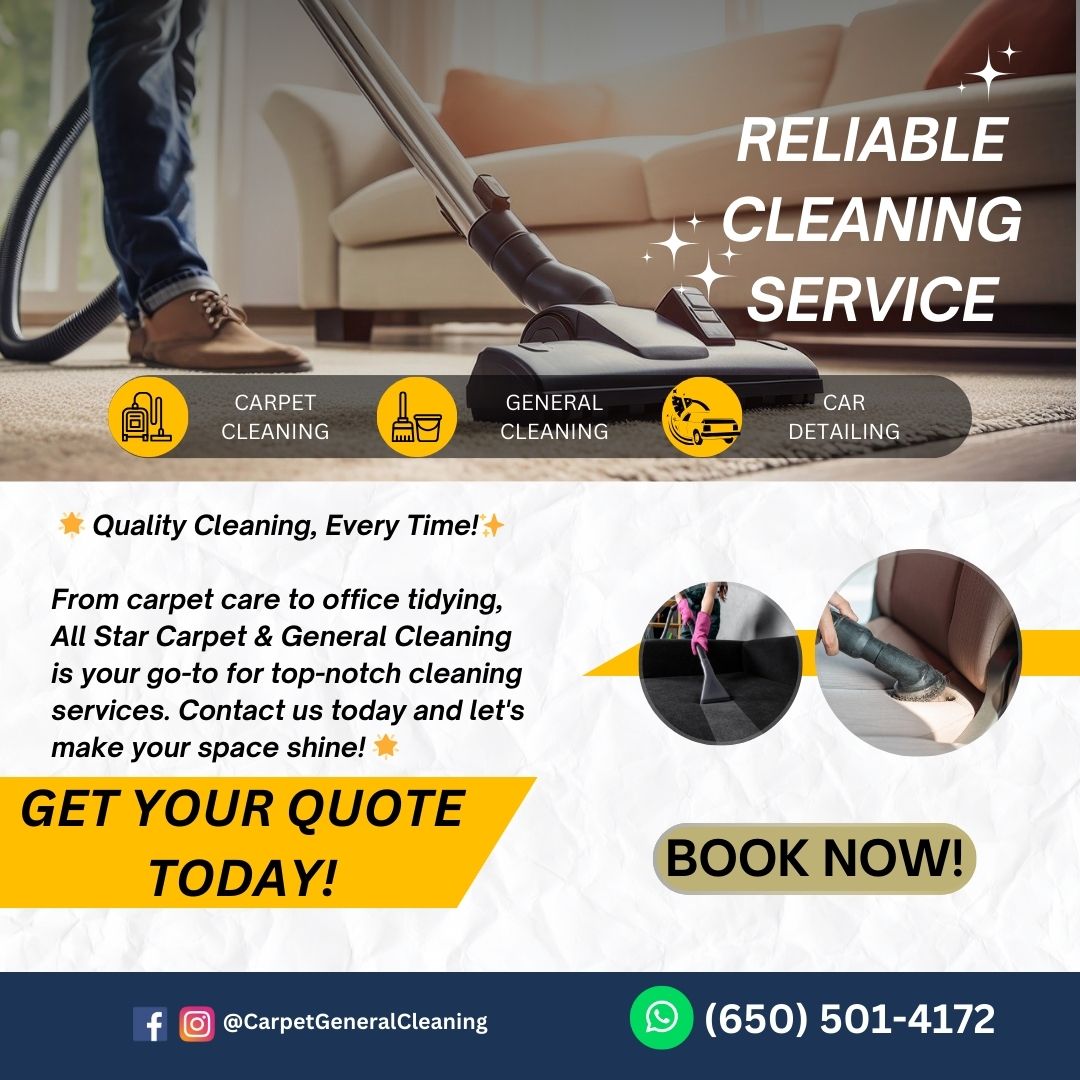 RELIABLE
CLEANING
SERVICE
CARPET
CLEANING
GENERAL
CLEANING
CAR
DETAILING
🌟 Quality Cleaning, Every Time!✨
From carpet care to office tidying,
All Star Carpet & General Cleaning
is your go-to for top-notch cleaning
services. Contact us today and let's
make your space shine! 🌟
GET YOUR QUOTE
TODAY!
BOOK NOW!
@CarpetGeneralCleaning
(650) 501-4172